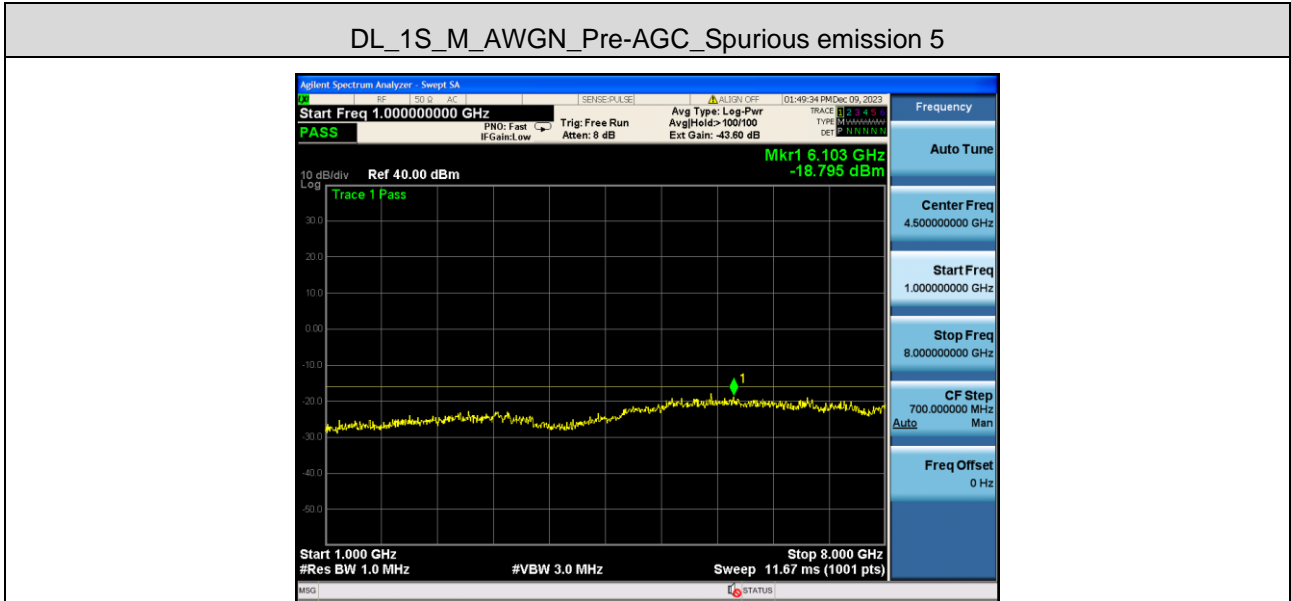 DL_1S_M_AWGN_Pre-AGC_Spurious emission 5
Agilent Spectrum Analyzer - Swept SA
RF 50 Ω AC SENSE:PULSE ALIGN OFF 01:49:34 PM Dec 09, 2023
Start Freq 1.000000000 GHz
PASS
PNO: Fast
IFGain:Low
Trig: Free Run
Atten: 8 dB
Avg Type: Log-Pwr
Avg|Hold:>100/100
Ext Gain: -43.60 dB
TRACE 1 2 3 4 5 6
TYPE M WWWWW
DET P N N N N N
Mkr1 6.103 GHz
-18.795 dBm
10 dB/div Ref 40.00 dBm
Log
Trace 1 Pass
30.0
20.0
10.0
0.00
-10.0
-20.0
-30.0
-40.0
-50.0
1
Start 1.000 GHz Stop 8.000 GHz
#Res BW 1.0 MHz #VBW 3.0 MHz Sweep 11.67 ms (1001 pts)
MSG STATUS
Frequency
Auto Tune
Center Freq
4.500000000 GHz
Start Freq
1.000000000 GHz
Stop Freq
8.000000000 GHz
CF Step
700.000000 MHz
Auto Man
Freq Offset
0 Hz